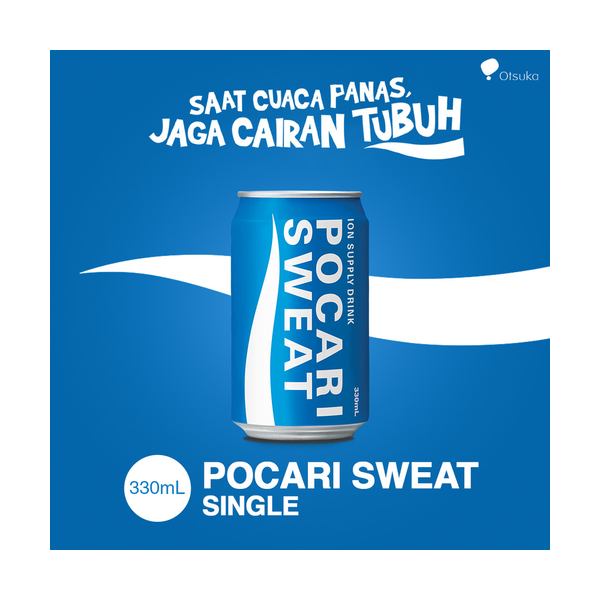 Otsuka
SAAT CUACA PANAS,
JAGA CAIRAN TUBUH
POCARI
SWEAT
ION SUPPLY DRINK
330mL
330mL
POCARI SWEAT
SINGLE